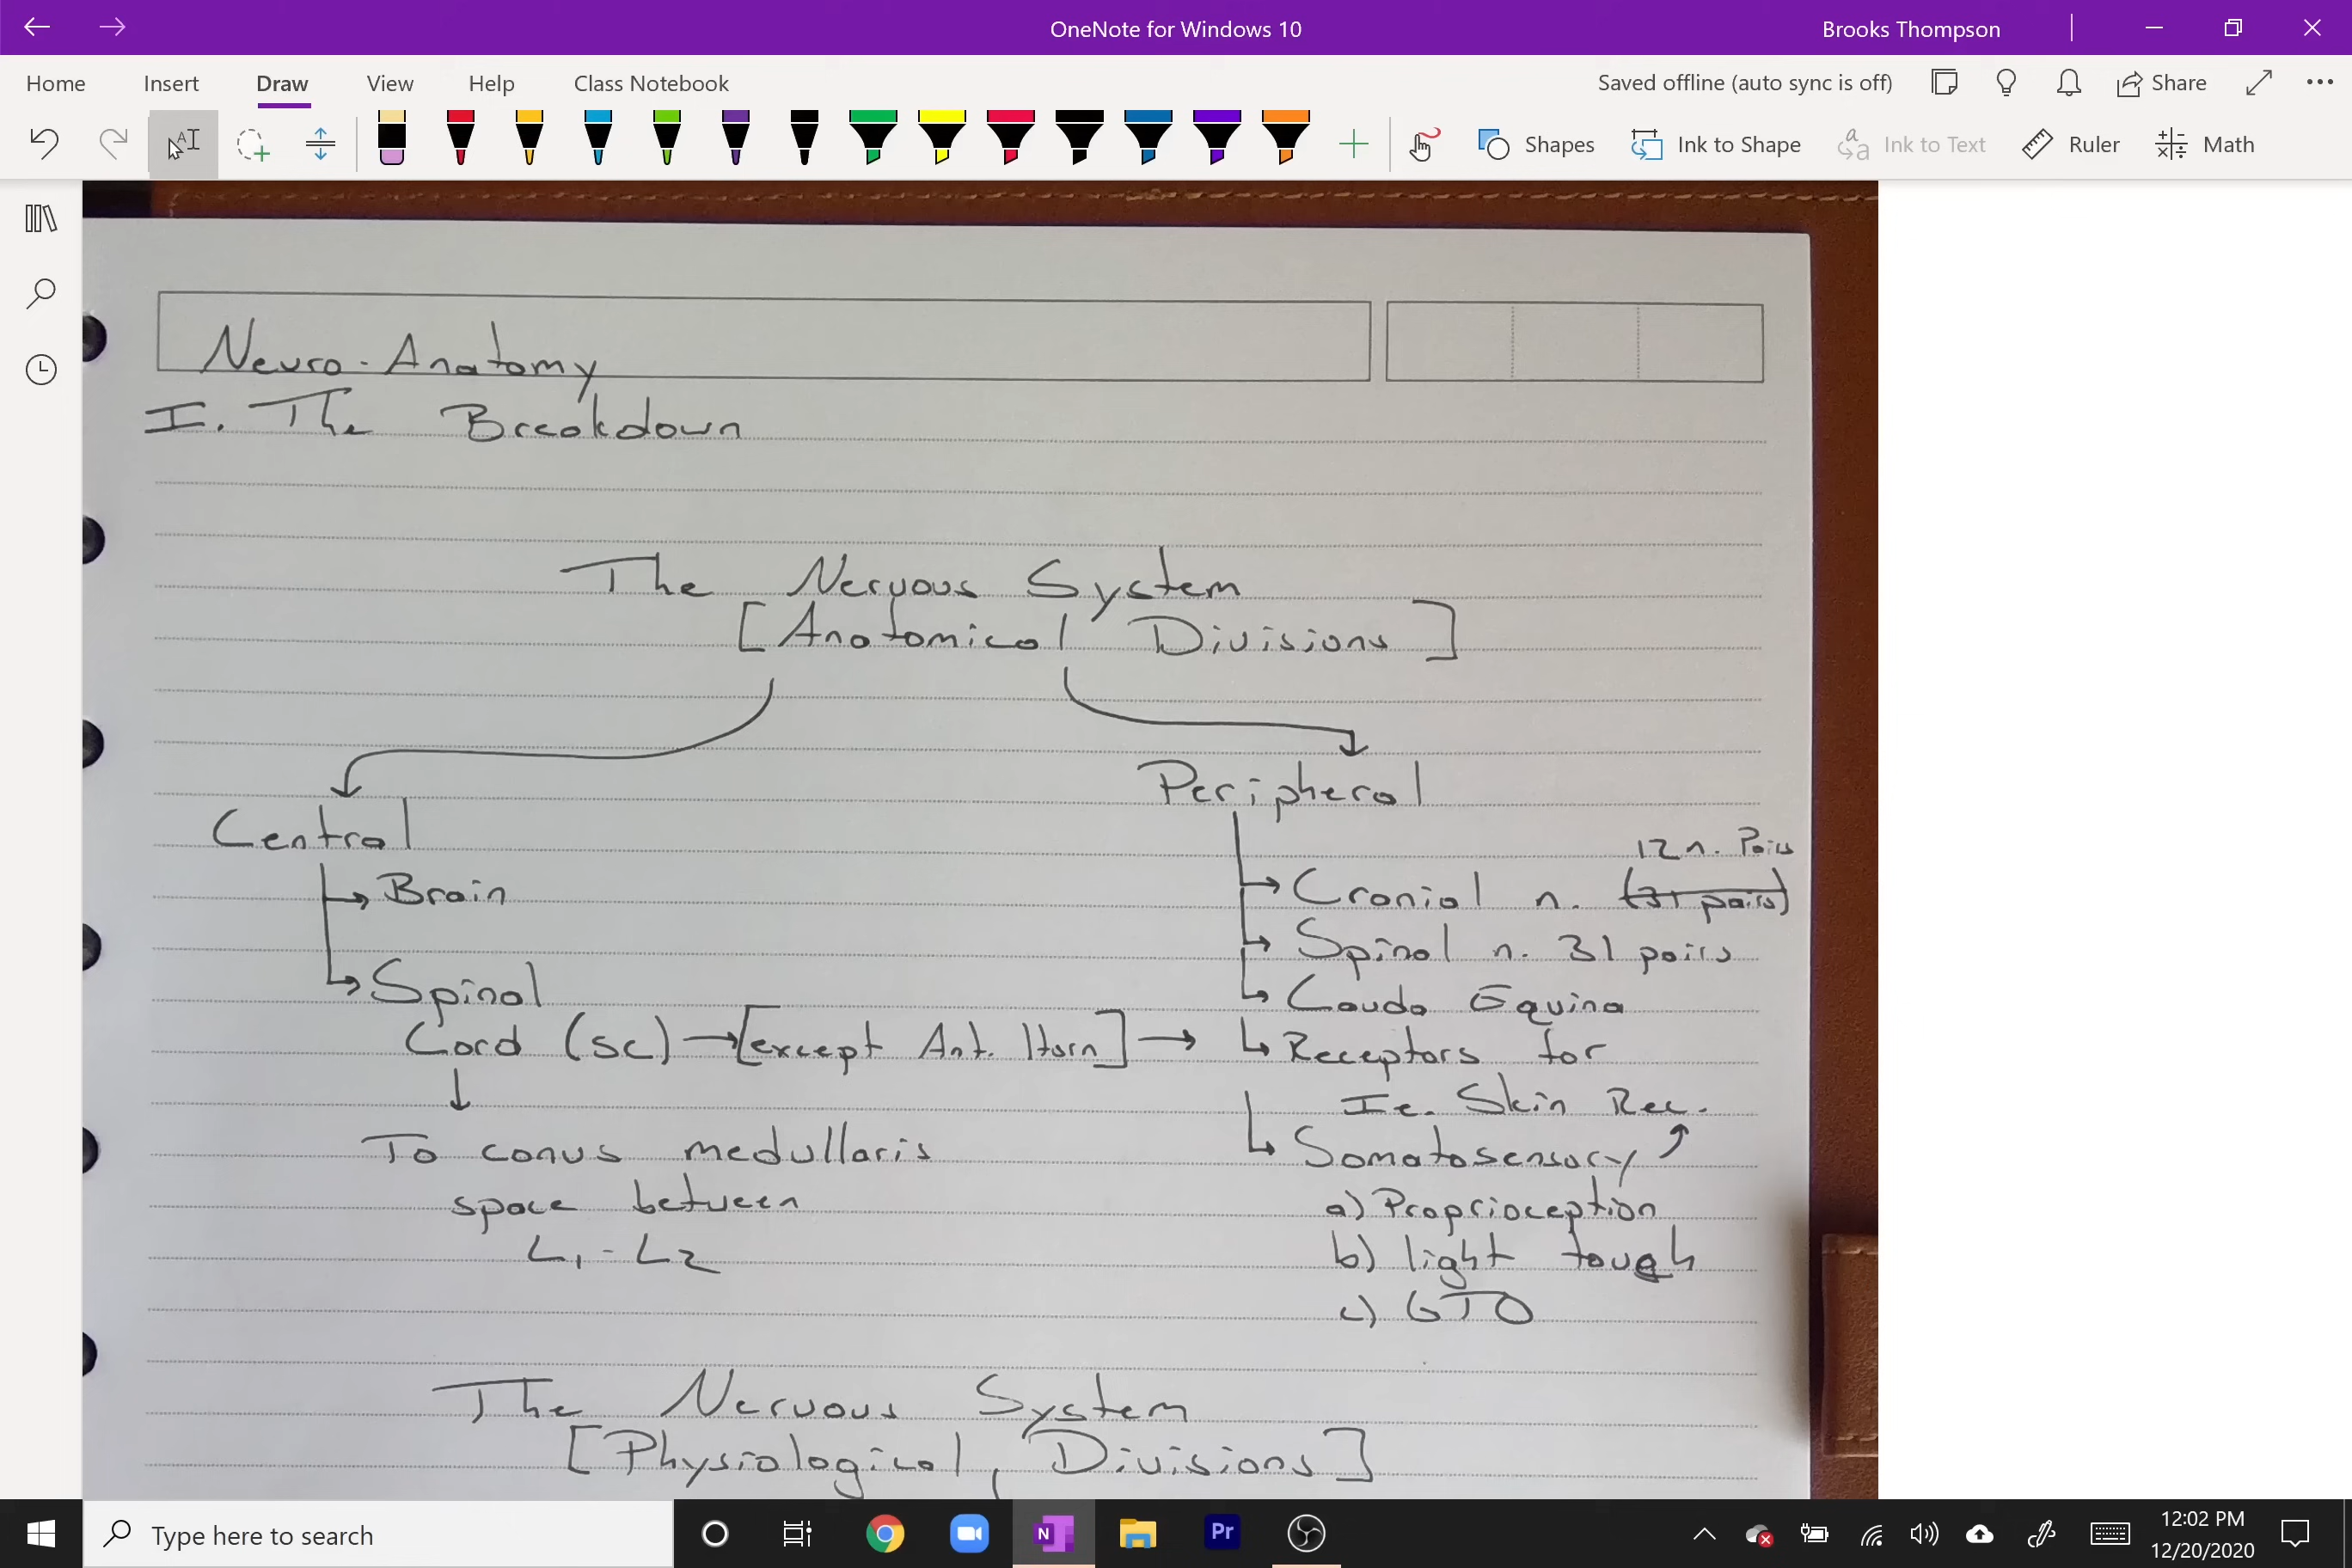 OneNote for Windows 10
Brooks Thompson
Home Insert Draw View Help Class Notebook
Saved offline (auto sync is off) Share
Shapes Ink to Shape Ink to Text Ruler Math
Neuro-Anatomy
I. The Breakdown
The Nervous System
[Anatomical Divisions]
Central
Brain
Spinal
Cord (SC) → [except Ant. Horn] →
↓
To conus medullaris
space between
L1-L2
Peripheral
12 n. Pairs
Cranial n. (31 pairs)
Spinal n. 31 pairs
Cauda Equina
Receptors for
Ie. Skin Rec.
Somatosensory
a) Proprioception
b) light tough
c) GTO
The Nervous System
[Physiological Divisions]
Type here to search
N
Pr
12:02 PM
12/20/2020